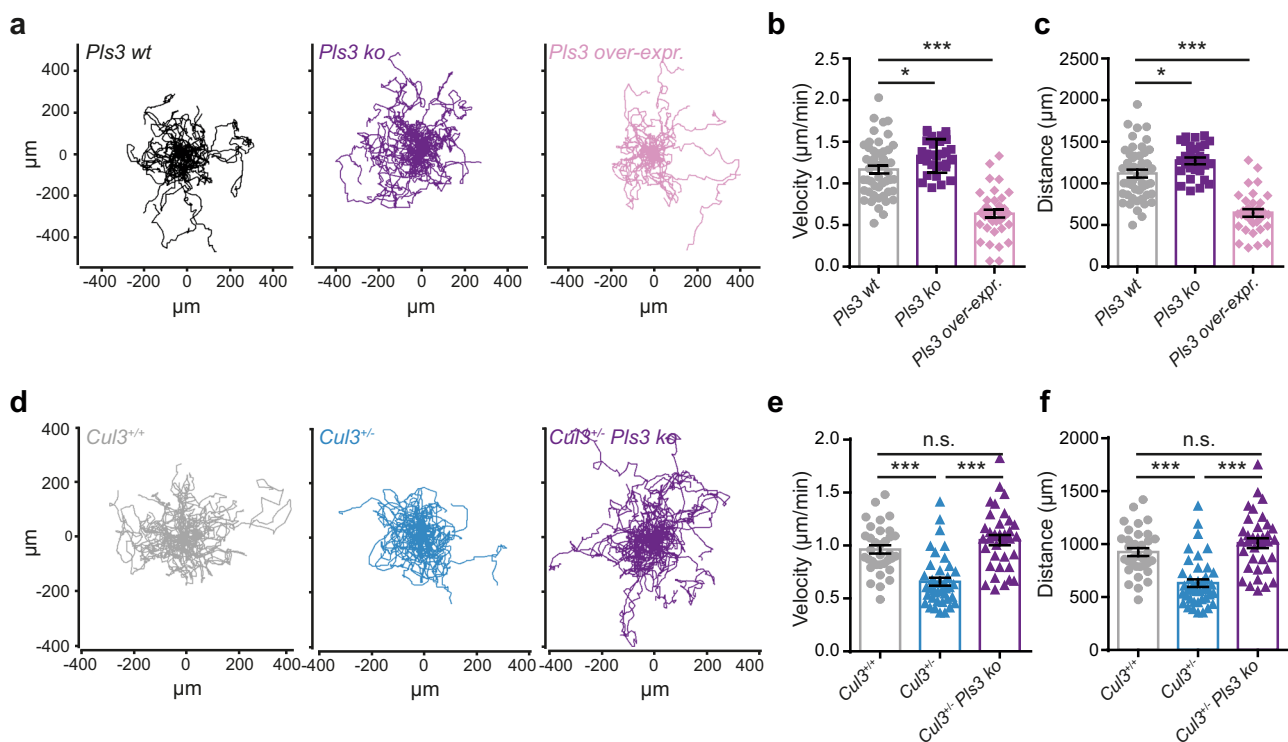 a
Pls3 wt
Pls3 ko
Pls3 over-expr.
400
200
0
-200
-400
µm
-400 -200 0 200 400
-400 -200 0 200 400
-400 -200 0 200 400
µm
µm
µm
b
***
*
2.5
2.0
1.5
1.0
0.5
0.0
Velocity (µm/min)
Pls3 wt
Pls3 ko
Pls3 over-expr.
c
***
*
2500
2000
1500
1000
500
0
Distance (µm)
Pls3 wt
Pls3 ko
Pls3 over-expr.
d
Cul3+/+
Cul3+/-
Cul3+/- Pls3 ko
400
200
0
-200
-400
µm
-400 -200 0 200 400
-400 -200 0 200 400
-400 -200 0 200 400
µm
µm
µm
e
n.s.
*** ***
2.0
1.5
1.0
0.5
0.0
Velocity (µm/min)
Cul3+/+
Cul3+/-
Cul3+/- Pls3 ko
f
n.s.
*** ***
2000
1500
1000
500
0
Distance (µm)
Cul3+/+
Cul3+/-
Cul3+/- Pls3 ko